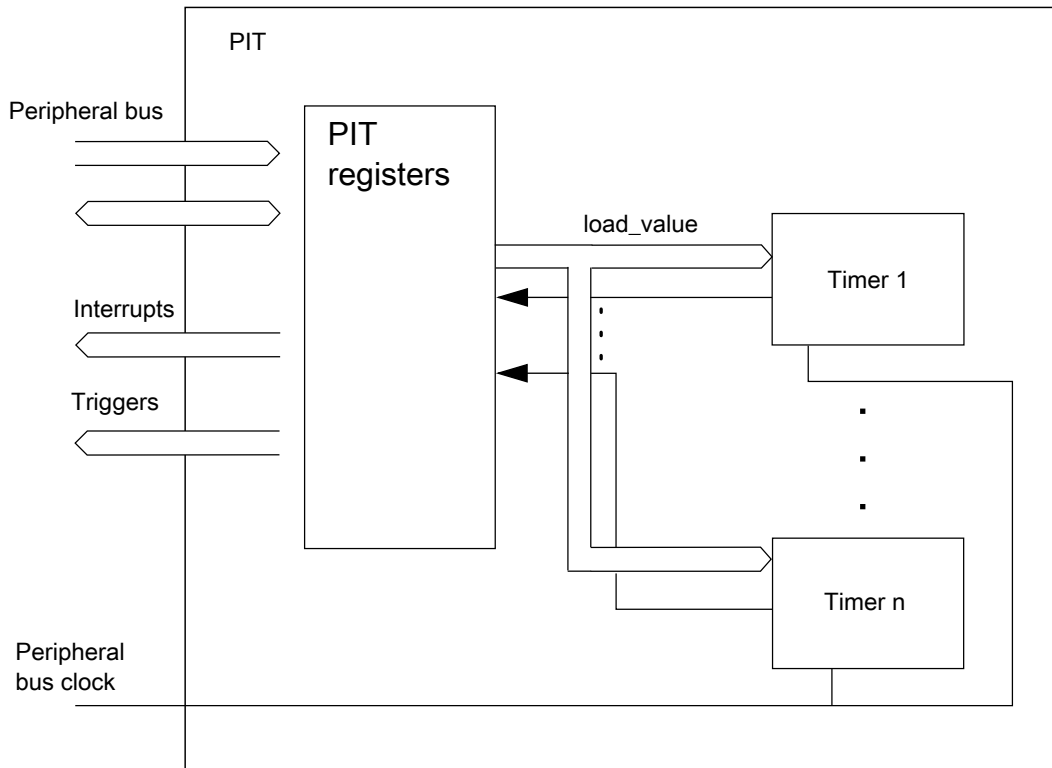 PIT
Peripheral bus
PIT
registers
load_value
Timer 1
Interrupts
Triggers
Timer n
Peripheral
bus clock